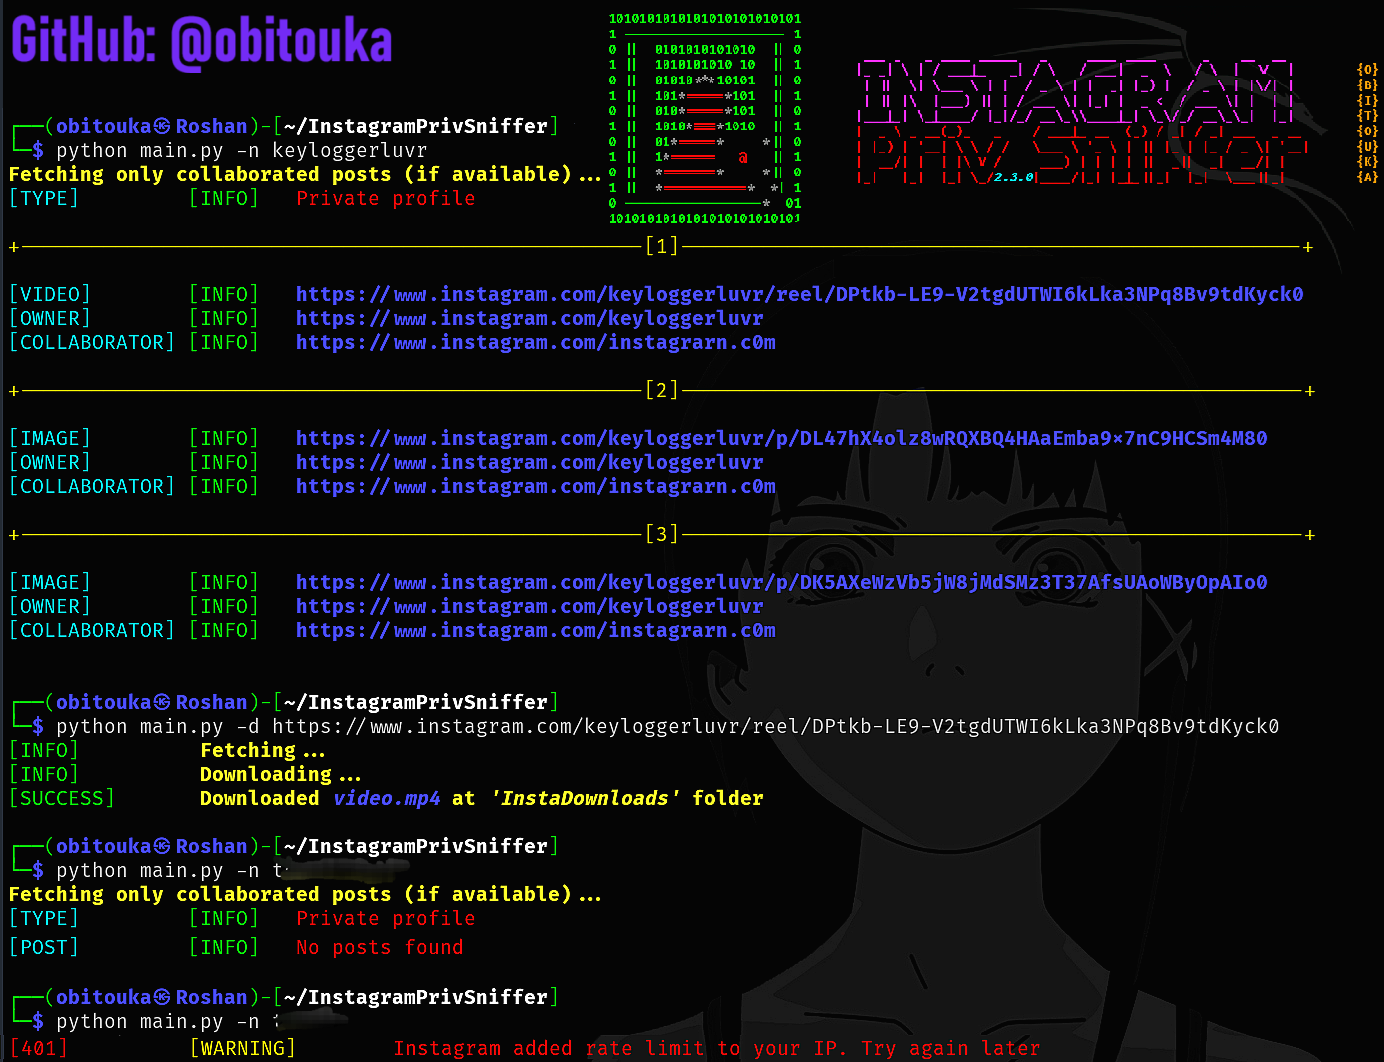 GitHub: @obitouka
INSTAGRAM
PRIV SNIFFER
2.3.0
{O}
{B}
{I}
{T}
{O}
{U}
{K}
{A}
┌──(obitouka㉿Roshan)-[~/InstagramPrivSniffer]
└─$ python main.py -n keyloggerluvr
Fetching only collaborated posts (if available)...
[TYPE] [INFO] Private profile
[1]
[VIDEO] [INFO] https://www.instagram.com/keyloggerluvr/reel/DPtkb-LE9-V2tgdUTWI6kLka3NPq8Bv9tdKyck0
[OWNER] [INFO] https://www.instagram.com/keyloggerluvr
[COLLABORATOR] [INFO] https://www.instagram.com/instagrarn.c0m
[2]
[IMAGE] [INFO] https://www.instagram.com/keyloggerluvr/p/DL47hX4olz8wRQXBQ4HAaEmba9x7nC9HCSm4M80
[OWNER] [INFO] https://www.instagram.com/keyloggerluvr
[COLLABORATOR] [INFO] https://www.instagram.com/instagrarn.c0m
[3]
[IMAGE] [INFO] https://www.instagram.com/keyloggerluvr/p/DK5AXeWzVb5jW8jMdSMz3T37AfsUAoWByOpAIo0
[OWNER] [INFO] https://www.instagram.com/keyloggerluvr
[COLLABORATOR] [INFO] https://www.instagram.com/instagrarn.c0m
┌──(obitouka㉿Roshan)-[~/InstagramPrivSniffer]
└─$ python main.py -d https://www.instagram.com/keyloggerluvr/reel/DPtkb-LE9-V2tgdUTWI6kLka3NPq8Bv9tdKyck0
[INFO] Fetching...
[INFO] Downloading...
[SUCCESS] Downloaded video.mp4 at 'InstaDownloads' folder
┌──(obitouka㉿Roshan)-[~/InstagramPrivSniffer]
└─$ python main.py -n
Fetching only collaborated posts (if available)...
[TYPE] [INFO] Private profile
[POST] [INFO] No posts found
┌──(obitouka㉿Roshan)-[~/InstagramPrivSniffer]
└─$ python main.py -n
[401] [WARNING] Instagram added rate limit to your IP. Try again later